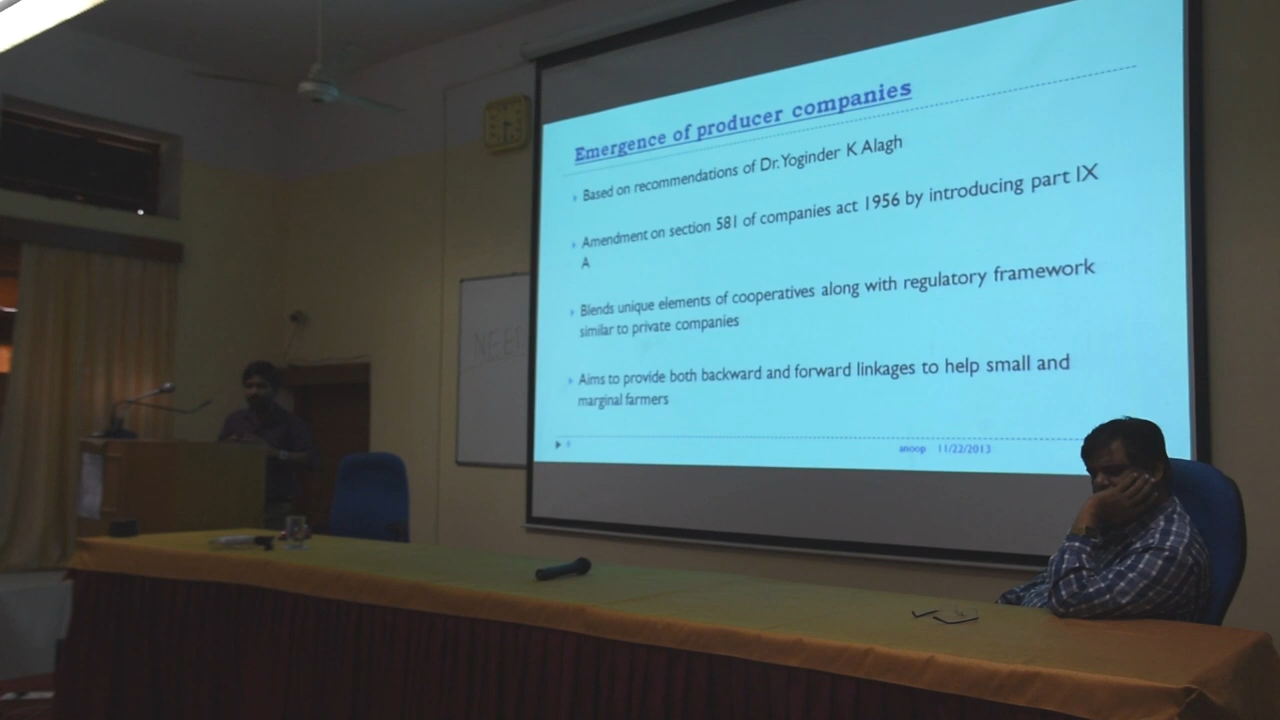 Emergence of producer companies
Based on recommendations of Dr. Yoginder K Alagh
Amendment on section 581 of companies act 1956 by introducing part IX
A
Blends unique elements of cooperatives along with regulatory framework
similar to private companies
Aims to provide both backward and forward linkages to help small and
marginal farmers
anoop 11/22/2013
NEED